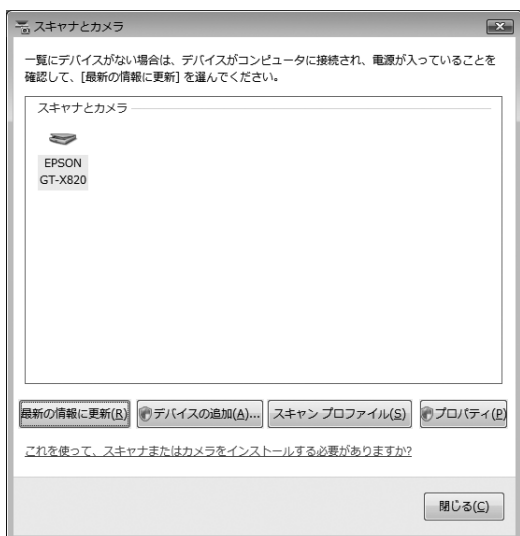 スキャナとカメラ
一覧にデバイスがない場合は、デバイスがコンピュータに接続され、電源が入っていることを
確認して、[最新の情報に更新] を選んでください。
スキャナとカメラ
EPSON
GT-X820
最新の情報に更新(R)
デバイスの追加(A)...
スキャン プロファイル(S)
プロパティ(P
これを使って、スキャナまたはカメラをインストールする必要がありますか?
閉じる(C)